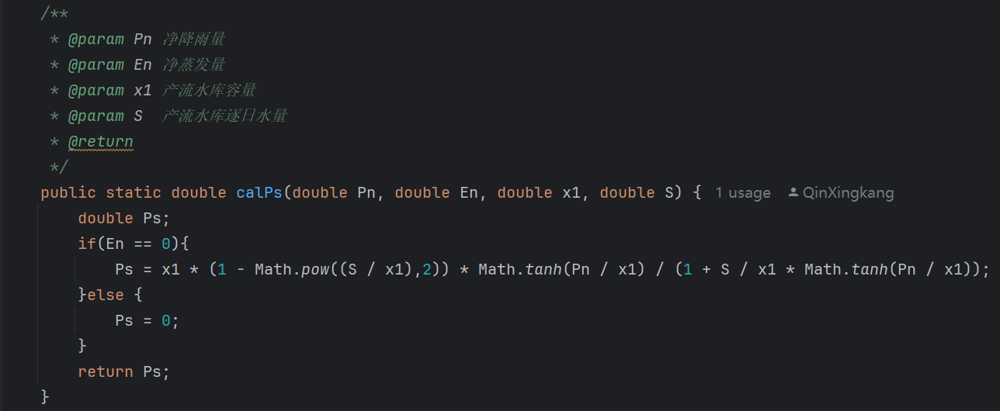 /**
 * @param Pn 净降雨量
 * @param En 净蒸发量
 * @param x1 产流水库容量
 * @param S  产流水库逐日水量
 * @return
 */
public static double calPs(double Pn, double En, double x1, double S) { 1 usage QinXingkang
    double Ps;
    if(En == 0){
        Ps = x1 * (1 - Math.pow((S / x1),2)) * Math.tanh(Pn / x1) / (1 + S / x1 * Math.tanh(Pn / x1));
    }else {
        Ps = 0;
    }
    return Ps;
}